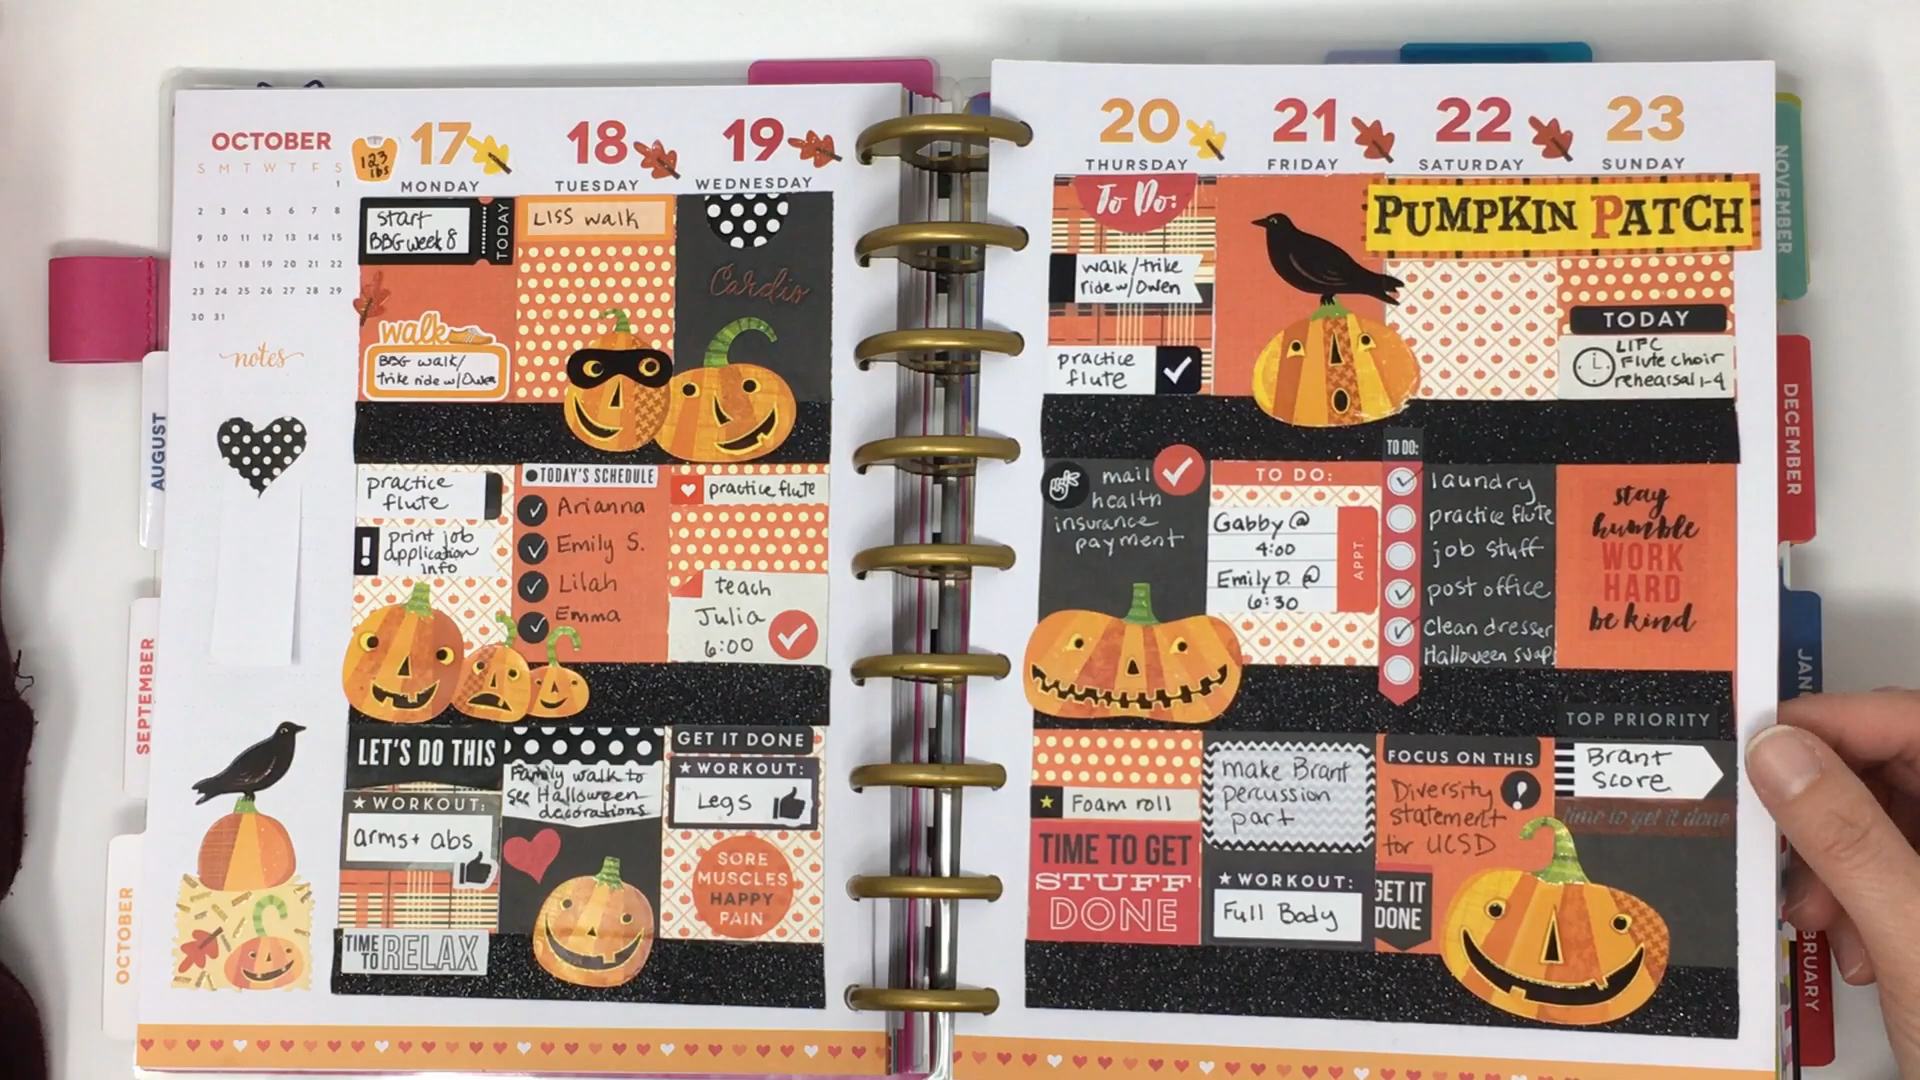 OCTOBER
S M T W T F S
1
2 3 4 5 6 7 8
9 10 11 12 13 14 15
16 17 18 19 20 21 22
23 24 25 26 27 28 29
30 31
notes
AUGUST
SEPTEMBER
OCTOBER
123
lbs
17
MONDAY
start
BBG week 8
TODAY
walk
BBG walk/
trike ride w/Owen
practice
flute
!
print job
application
info
LET'S DO THIS
★ WORKOUT:
arms + abs
TIME
TO RELAX
18
TUESDAY
LISS walk
TODAY'S SCHEDULE
Arianna
Emily S.
Lilah
Emma
Family walk to
see Halloween
decorations
19
WEDNESDAY
Cardio
practice flute
teach
Julia
6:00
GET IT DONE
★ WORKOUT:
Legs
SORE
MUSCLES
HAPPY
PAIN
20
THURSDAY
To Do:
walk/trike
ride w/Owen
practice
flute
mail
health
insurance
payment
Foam roll
TIME TO GET
STUFF
DONE
21
FRIDAY
TO DO:
Gabby @
4:00
Emily D. @
6:30
APPT
make Brant
percussion
part
★ WORKOUT:
Full Body
22
SATURDAY
PUMPKIN PATCH
TO DO:
laundry
practice flute
job stuff
post office
clean dresser
Halloween swap
FOCUS ON THIS
Diversity
statement
for UCSD
!
GET IT
DONE
23
SUNDAY
TODAY
LIFC
Flute choir
rehearsal 1-4
stay
humble
WORK
HARD
be kind
TOP PRIORITY
Brant
score
time to get it done
NOVEMBER
DECEMBER
JAN
BRUARY